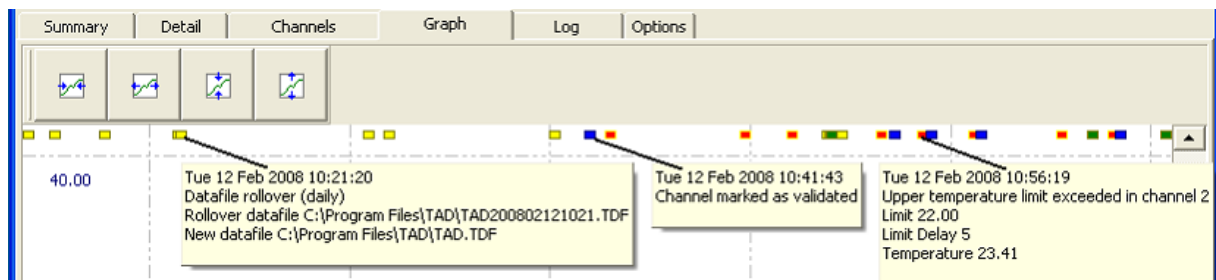 Summary
Detail
Channels
Graph
Log
Options
40.00
Tue 12 Feb 2008 10:21:20
Datafile rollover (daily)
Rollover datafile C:\Program Files\TAD\TAD200802121021.TDF
New datafile C:\Program Files\TAD\TAD.TDF
Tue 12 Feb 2008 10:41:43
Channel marked as validated
Tue 12 Feb 2008 10:56:19
Upper temperature limit exceeded in channel 2
Limit 22.00
Limit Delay 5
Temperature 23.41